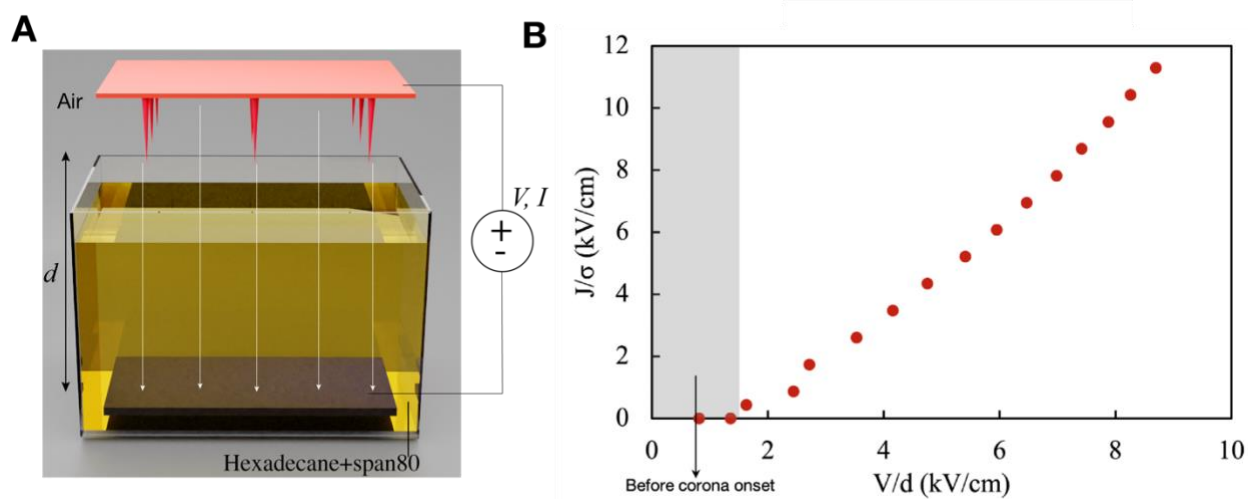 A
Air
d
V, I
+
-
Hexadecane+span80
B
J/σ (kV/cm)
12
10
8
6
4
2
0
0 2 4 6 8 10
Before corona onset
V/d (kV/cm)